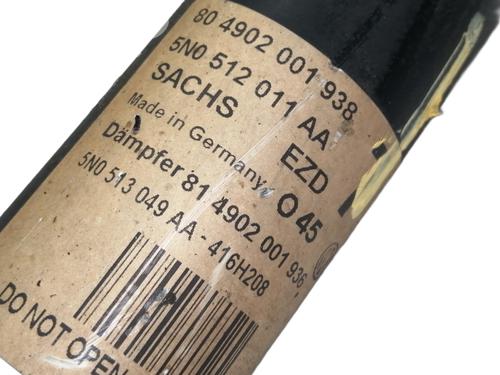 80 4902 001 938
5N0 512 011 AA
SACHS EZD
Made in Germany O 45
Dämpfer 81 4902 001 936
5N0 513 049 AA - 416H208
DO NOT OPEN